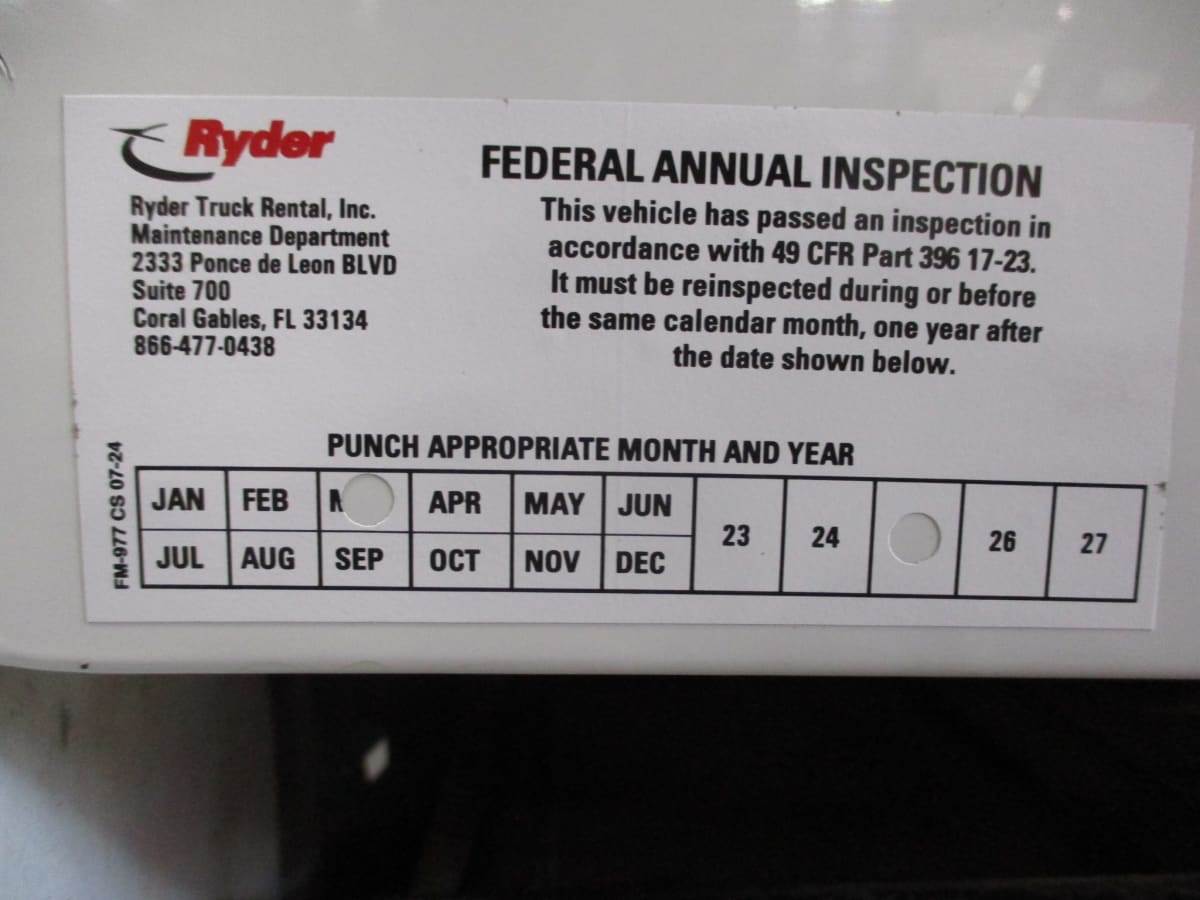 Ryder
Ryder Truck Rental, Inc.
Maintenance Department
2333 Ponce de Leon BLVD
Suite 700
Coral Gables, FL 33134
866-477-0438
FEDERAL ANNUAL INSPECTION
This vehicle has passed an inspection in
accordance with 49 CFR Part 396 17-23.
It must be reinspected during or before
the same calendar month, one year after
the date shown below.
PUNCH APPROPRIATE MONTH AND YEAR
JAN FEB APR MAY JUN
JUL AUG SEP OCT NOV DEC
23 24 26 27
FM-977 CS 07-24